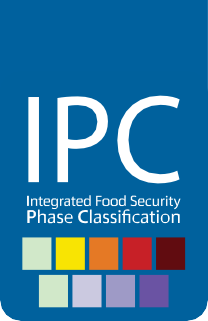 IPC
Integrated Food Security
Phase Classification